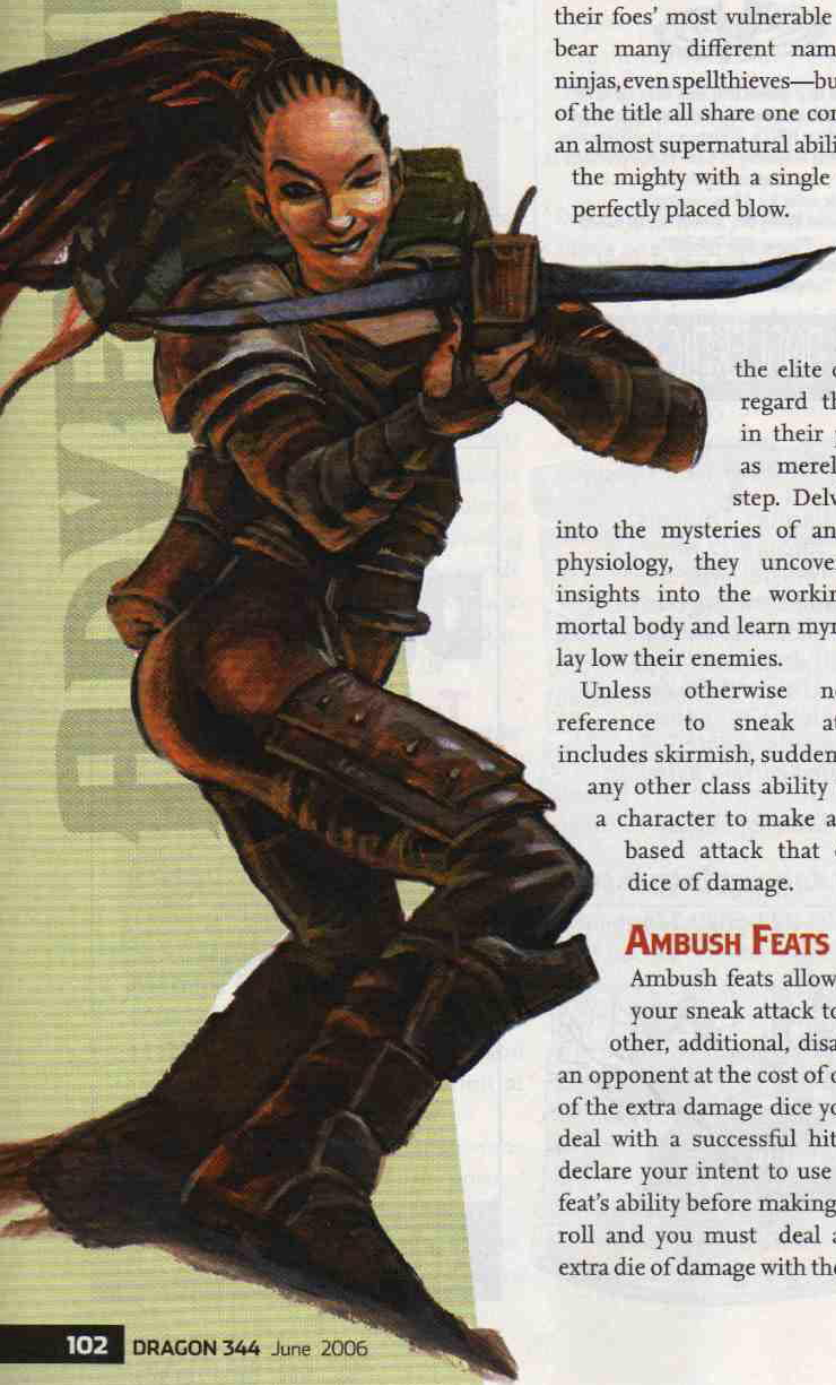 their foes' most vulnerable
bear many different nam
ninjas, even spellthieves—bu
of the title all share one cor
an almost supernatural abili
the mighty with a single
perfectly placed blow.
the elite
regard th
in their
as merel
step. Delv
into the mysteries of an
physiology, they uncove
insights into the workin
mortal body and learn myr
lay low their enemies.
Unless otherwise n
reference to sneak at
includes skirmish, sudden
any other class ability
a character to make a
based attack that
dice of damage.
AMBUSH FEATS
Ambush feats allow
your sneak attack to
other, additional, disa
an opponent at the cost of
of the extra damage dice yo
deal with a successful hit
declare your intent to use
feat's ability before making
roll and you must deal a
extra die of damage with the
102 DRAGON 344 June 2006